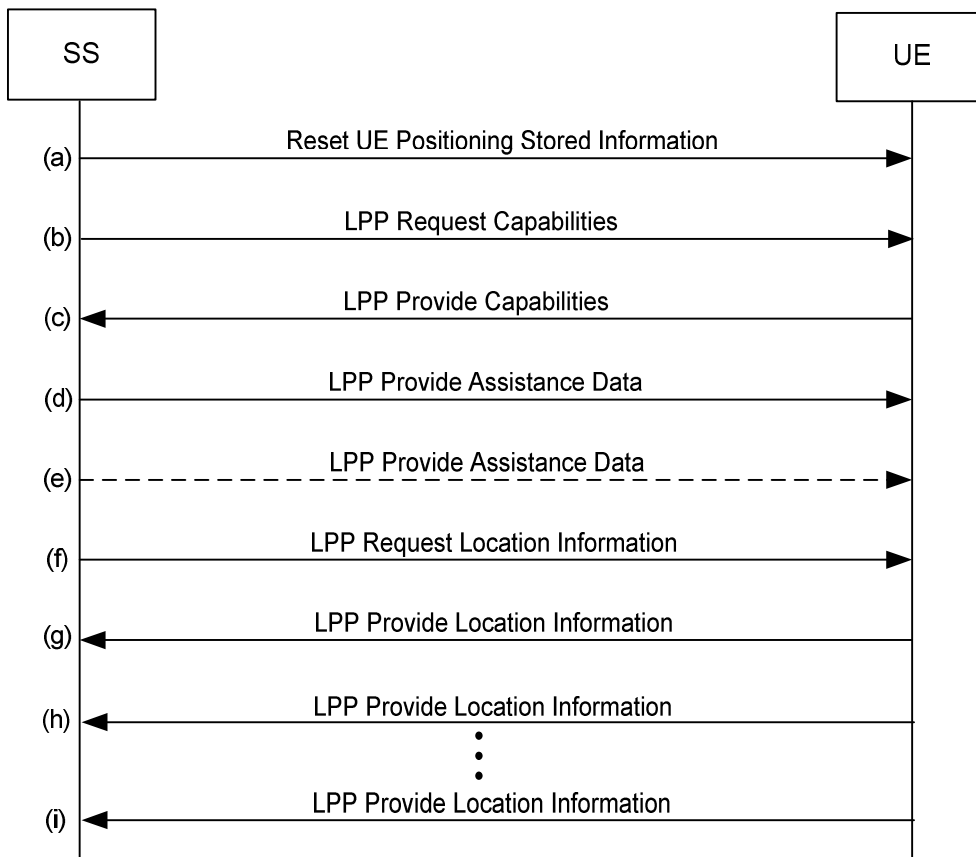 SS
UE
(a) Reset UE Positioning Stored Information
(b) LPP Request Capabilities
(c) LPP Provide Capabilities
(d) LPP Provide Assistance Data
(e) LPP Provide Assistance Data
(f) LPP Request Location Information
(g) LPP Provide Location Information
(h) LPP Provide Location Information
(i) LPP Provide Location Information